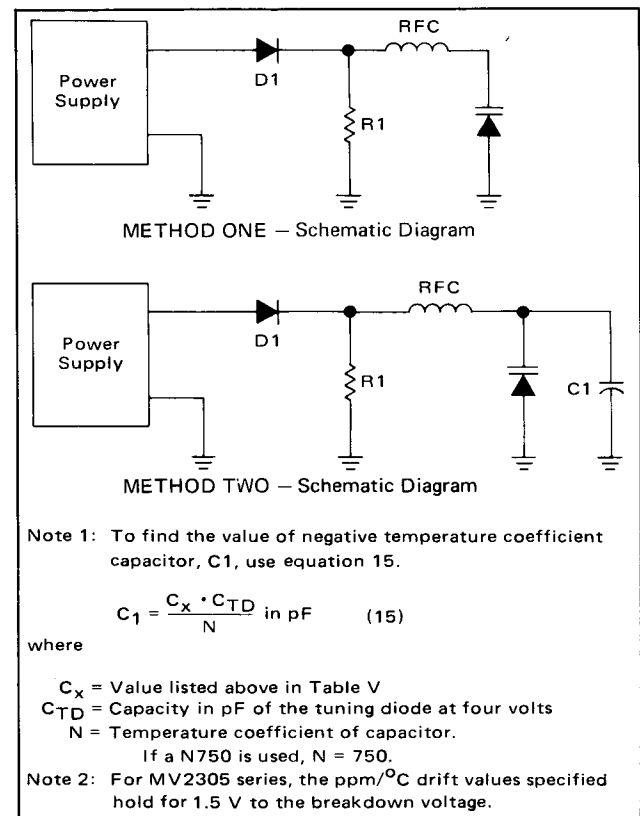 RFC
Power
Supply
D1
R1
METHOD ONE — Schematic Diagram
RFC
Power
Supply
D1
R1
C1
METHOD TWO — Schematic Diagram
Note 1: To find the value of negative temperature coefficient
capacitor, C1, use equation 15.
C₁ = (Cₓ · C_TD) / N in pF (15)
where
Cₓ = Value listed above in Table V
C_TD = Capacity in pF of the tuning diode at four volts
N = Temperature coefficient of capacitor.
If a N750 is used, N = 750.
Note 2: For MV2305 series, the ppm/°C drift values specified
hold for 1.5 V to the breakdown voltage.